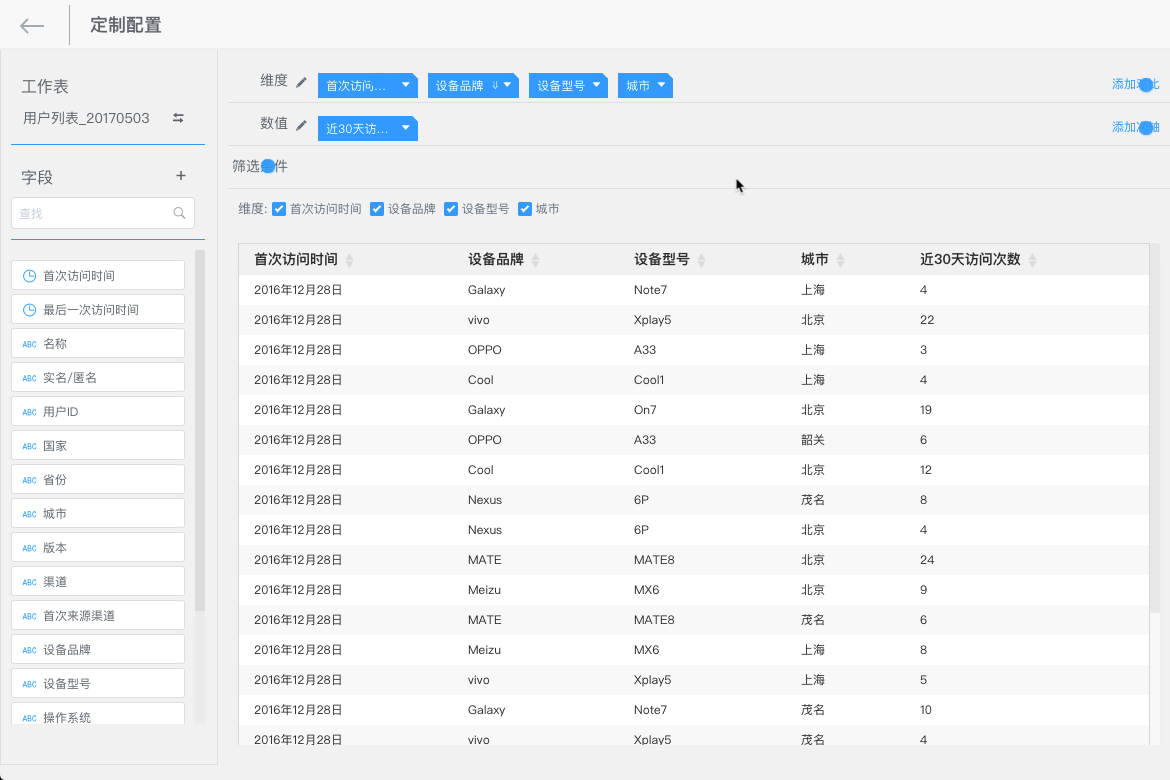 定制配置
工作表
用户列表_20170503
字段
查找
首次访问时间
最后一次访问时间
ABC 名称
ABC 实名/匿名
ABC 用户ID
ABC 国家
ABC 省份
ABC 城市
ABC 版本
ABC 渠道
ABC 首次来源渠道
ABC 设备品牌
ABC 设备型号
ABC 操作系统
维度 首次访问... 设备品牌 设备型号 城市 添加
数值 近30天访... 添加
筛选 件
维度: 首次访问时间 设备品牌 设备型号 城市
首次访问时间 设备品牌 设备型号 城市 近30天访问次数
2016年12月28日 Galaxy Note7 上海 4
2016年12月28日 vivo Xplay5 北京 22
2016年12月28日 OPPO A33 上海 3
2016年12月28日 Cool Cool1 上海 4
2016年12月28日 Galaxy On7 北京 19
2016年12月28日 OPPO A33 韶关 6
2016年12月28日 Cool Cool1 北京 12
2016年12月28日 Nexus 6P 茂名 8
2016年12月28日 Nexus 6P 北京 4
2016年12月28日 MATE MATE8 北京 24
2016年12月28日 Meizu MX6 北京 9
2016年12月28日 MATE MATE8 茂名 6
2016年12月28日 Meizu MX6 上海 8
2016年12月28日 vivo Xplay5 上海 5
2016年12月28日 Galaxy Note7 茂名 10
2016年12月28日 vivo Xplay5 茂名 4